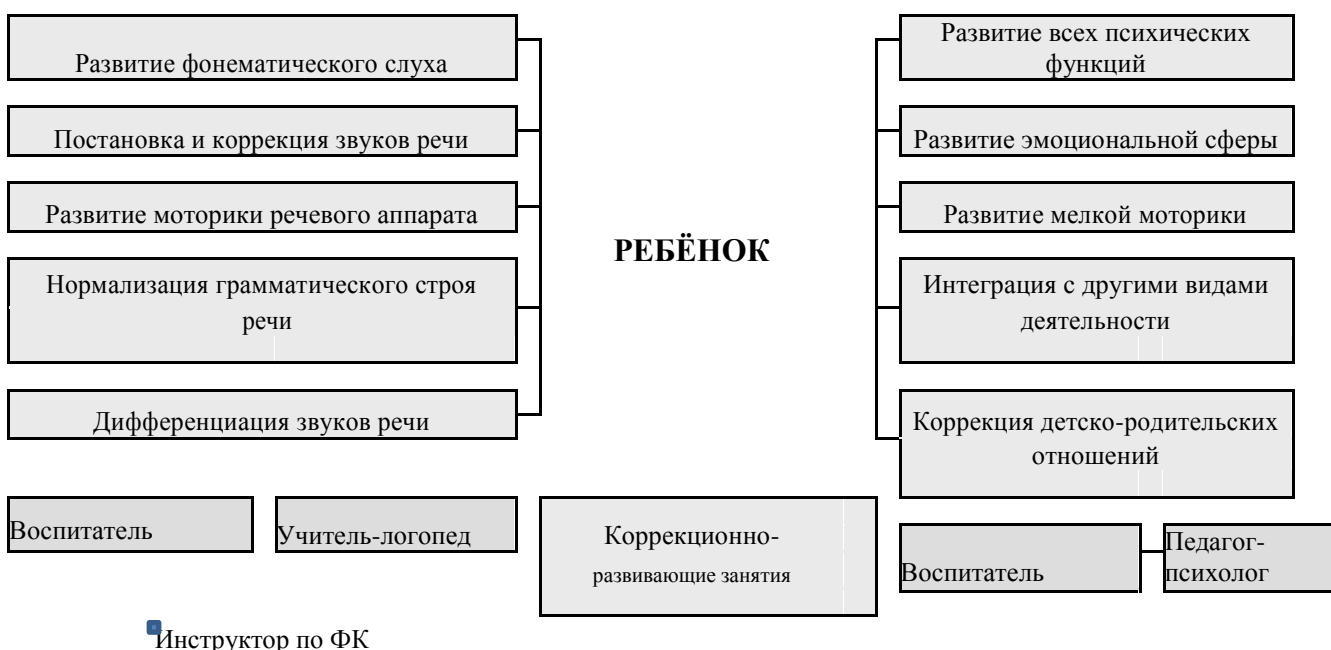 Развитие фонематического слуха
Постановка и коррекция звуков речи
Развитие моторики речевого аппарата
Нормализация грамматического строя
речи
Дифференциация звуков речи
РЕБЁНОК
Развитие всех психических
функций
Развитие эмоциональной сферы
Развитие мелкой моторики
Интеграция с другими видами
деятельности
Коррекция детско-родительских
отношений
Воспитатель
Учитель-логопед
Коррекционно-
развивающие занятия
Воспитатель
Педагог-
психолог
Инструктор по ФК